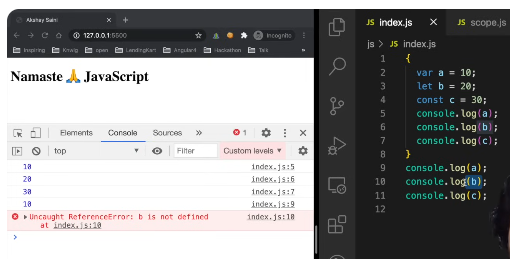 Akshay Saini
127.0.0.1:5500
Incognito
Inspiring
Knwlg
open
LendingKart
Angular4
Hackathon
Talk
»
Namaste 🙏 JavaScript
Elements
Console
Sources
»
1
top
Filter
Custom levels
10 index.js:5
20 index.js:6
30 index.js:7
10 index.js:9
Uncaught ReferenceError: b is not defined index.js:10
at index.js:10
JS index.js
JS scope.js
js > JS index.js
1 {
2 var a = 10;
3 let b = 20;
4 const c = 30;
5 console.log(a);
6 console.log(b);
7 console.log(c);
8 }
9 console.log(a);
10 console.log(b);
11 console.log(c);
12